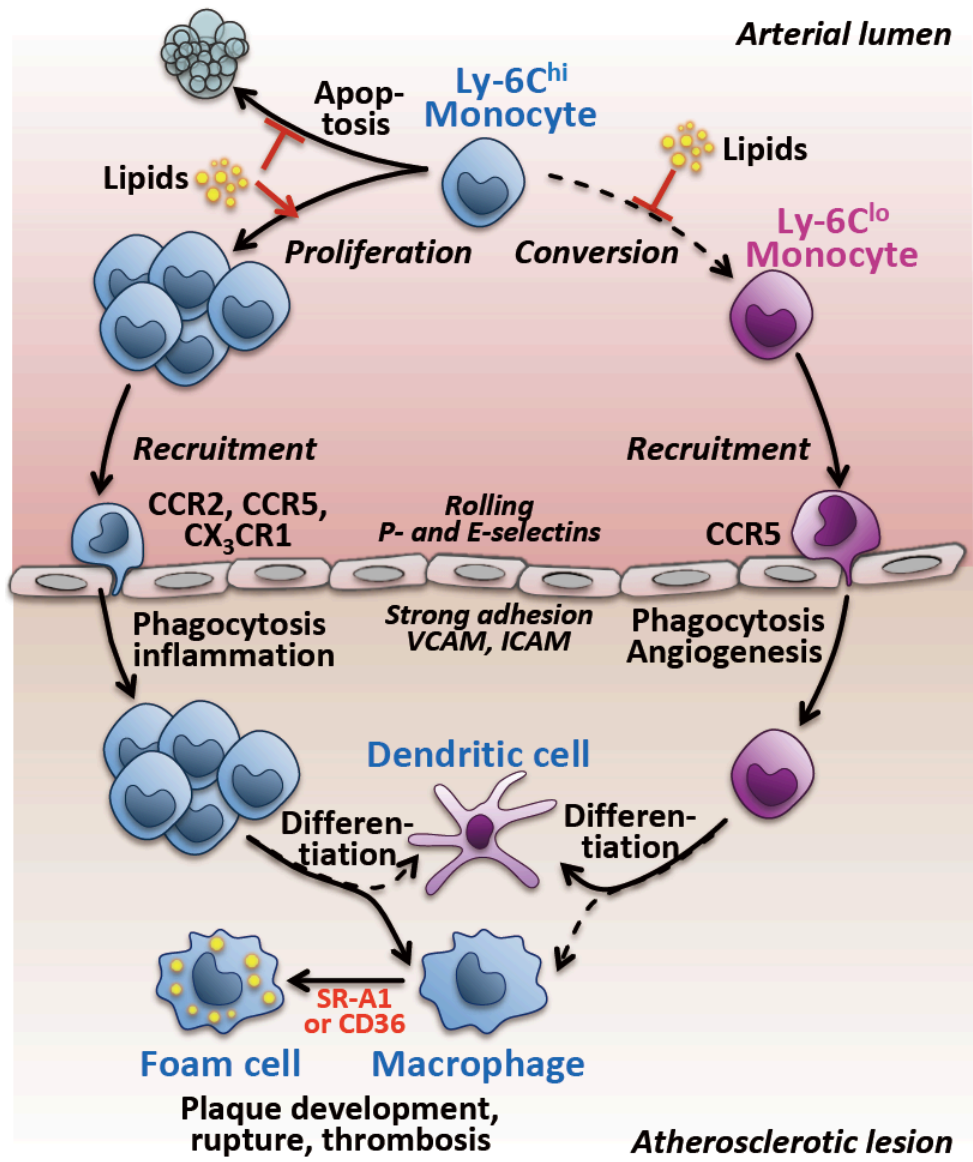 Arterial lumen
Ly-6Chi
Monocyte
Apop-
tosis
Lipids
Lipids
Ly-6Clo
Monocyte
Proliferation
Conversion
Recruitment
Recruitment
CCR2, CCR5,
CX3CR1
Rolling
P- and E-selectins
CCR5
Phagocytosis
inflammation
Strong adhesion
VCAM, ICAM
Phagocytosis
Angiogenesis
Dendritic cell
Differen-
tiation
Differen-
tiation
SR-A1
or CD36
Foam cell
Macrophage
Plaque development,
rupture, thrombosis
Atherosclerotic lesion